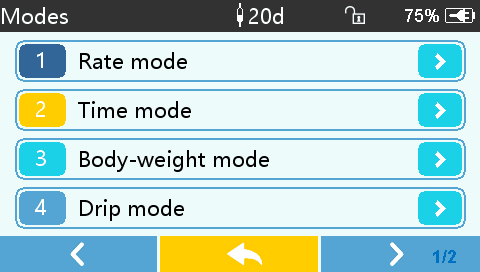 Modes 20d 75%
1 Rate mode
2 Time mode
3 Body-weight mode
4 Drip mode
1/2